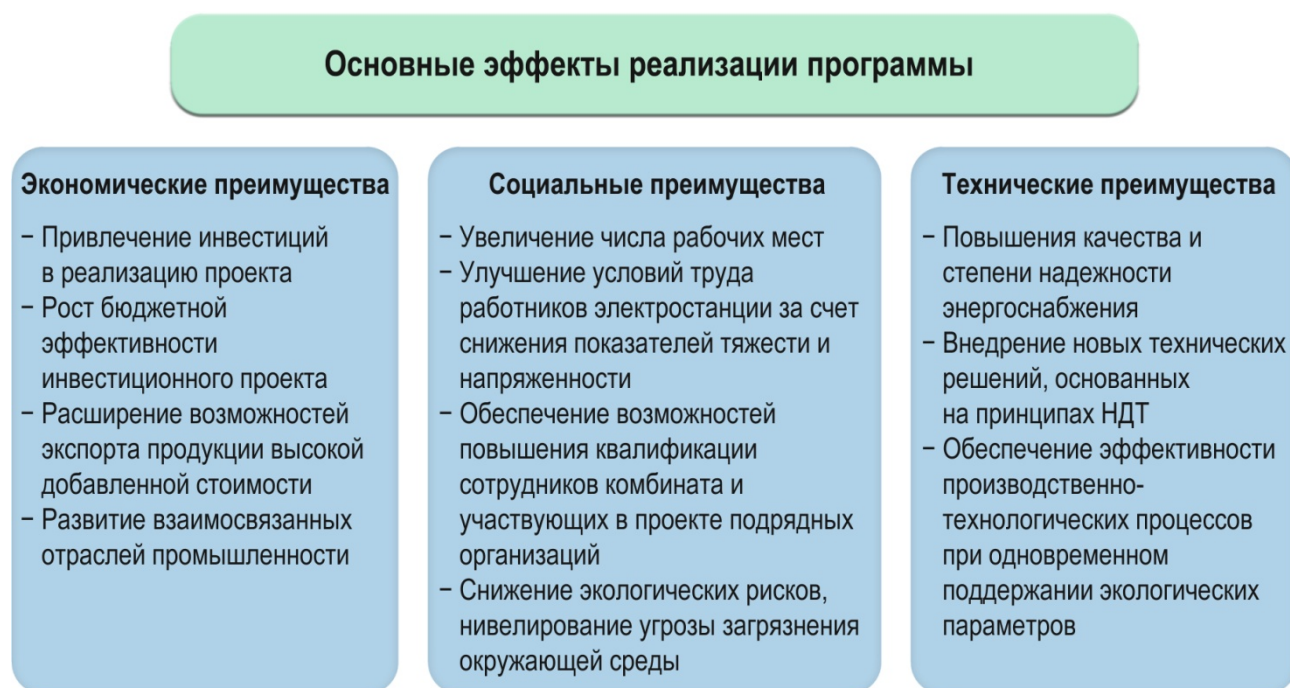 Основные эффекты реализации программы
Экономические преимущества
− Привлечение инвестиций
в реализацию проекта
− Рост бюджетной
эффективности
инвестиционного проекта
− Расширение возможностей
экспорта продукции высокой
добавленной стоимости
− Развитие взаимосвязанных
отраслей промышленности
Социальные преимущества
− Увеличение числа рабочих мест
− Улучшение условий труда
работников электростанции за счет
снижения показателей тяжести и
напряженности
− Обеспечение возможностей
повышения квалификации
сотрудников комбината и
участвующих в проекте подрядных
организаций
− Снижение экологических рисков,
нивелирование угрозы загрязнения
окружающей среды
Технические преимущества
− Повышения качества и
степени надежности
энергоснабжения
− Внедрение новых технических
решений, основанных
на принципах НДТ
− Обеспечение эффективности
производственно-
технологических процессов
при одновременном
поддержании экологических
параметров